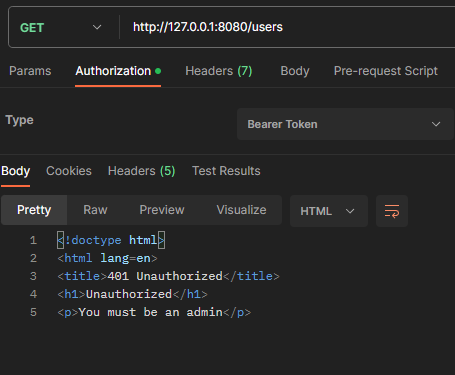 GET http://127.0.0.1:8080/users
Params Authorization Headers (7) Body Pre-request Script
Type Bearer Token
Body Cookies Headers (5) Test Results
Pretty Raw Preview Visualize HTML
1 <!doctype html>
2 <html lang=en>
3 <title>401 Unauthorized</title>
4 <h1>Unauthorized</h1>
5 <p>You must be an admin</p>